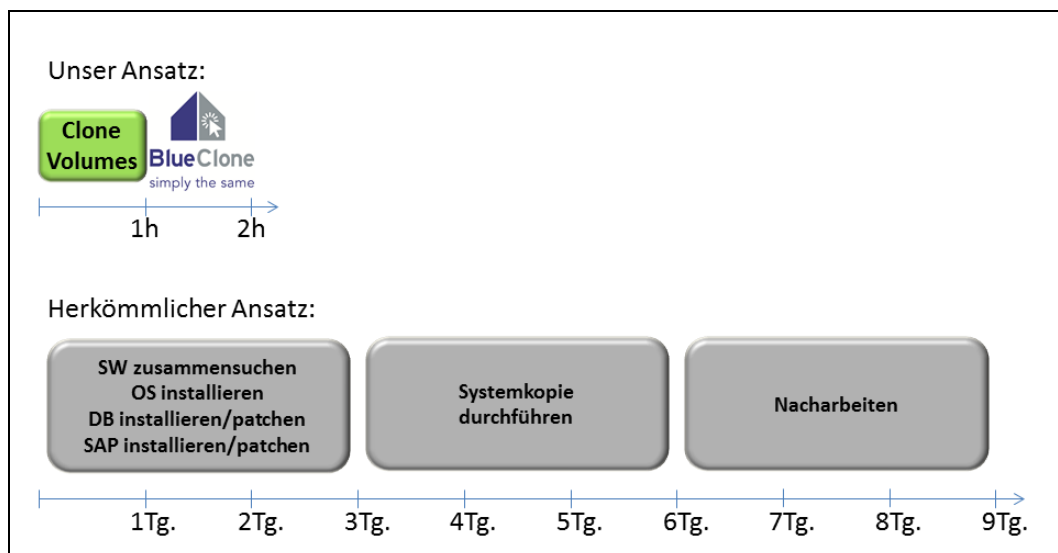 Unser Ansatz:
Clone
Volumes
BlueClone
simply the same
1h 2h
Herkömmlicher Ansatz:
SW zusammensuchen
OS installieren
DB installieren/patchen
SAP installieren/patchen
Systemkopie
durchführen
Nacharbeiten
1Tg. 2Tg. 3Tg. 4Tg. 5Tg. 6Tg. 7Tg. 8Tg. 9Tg.